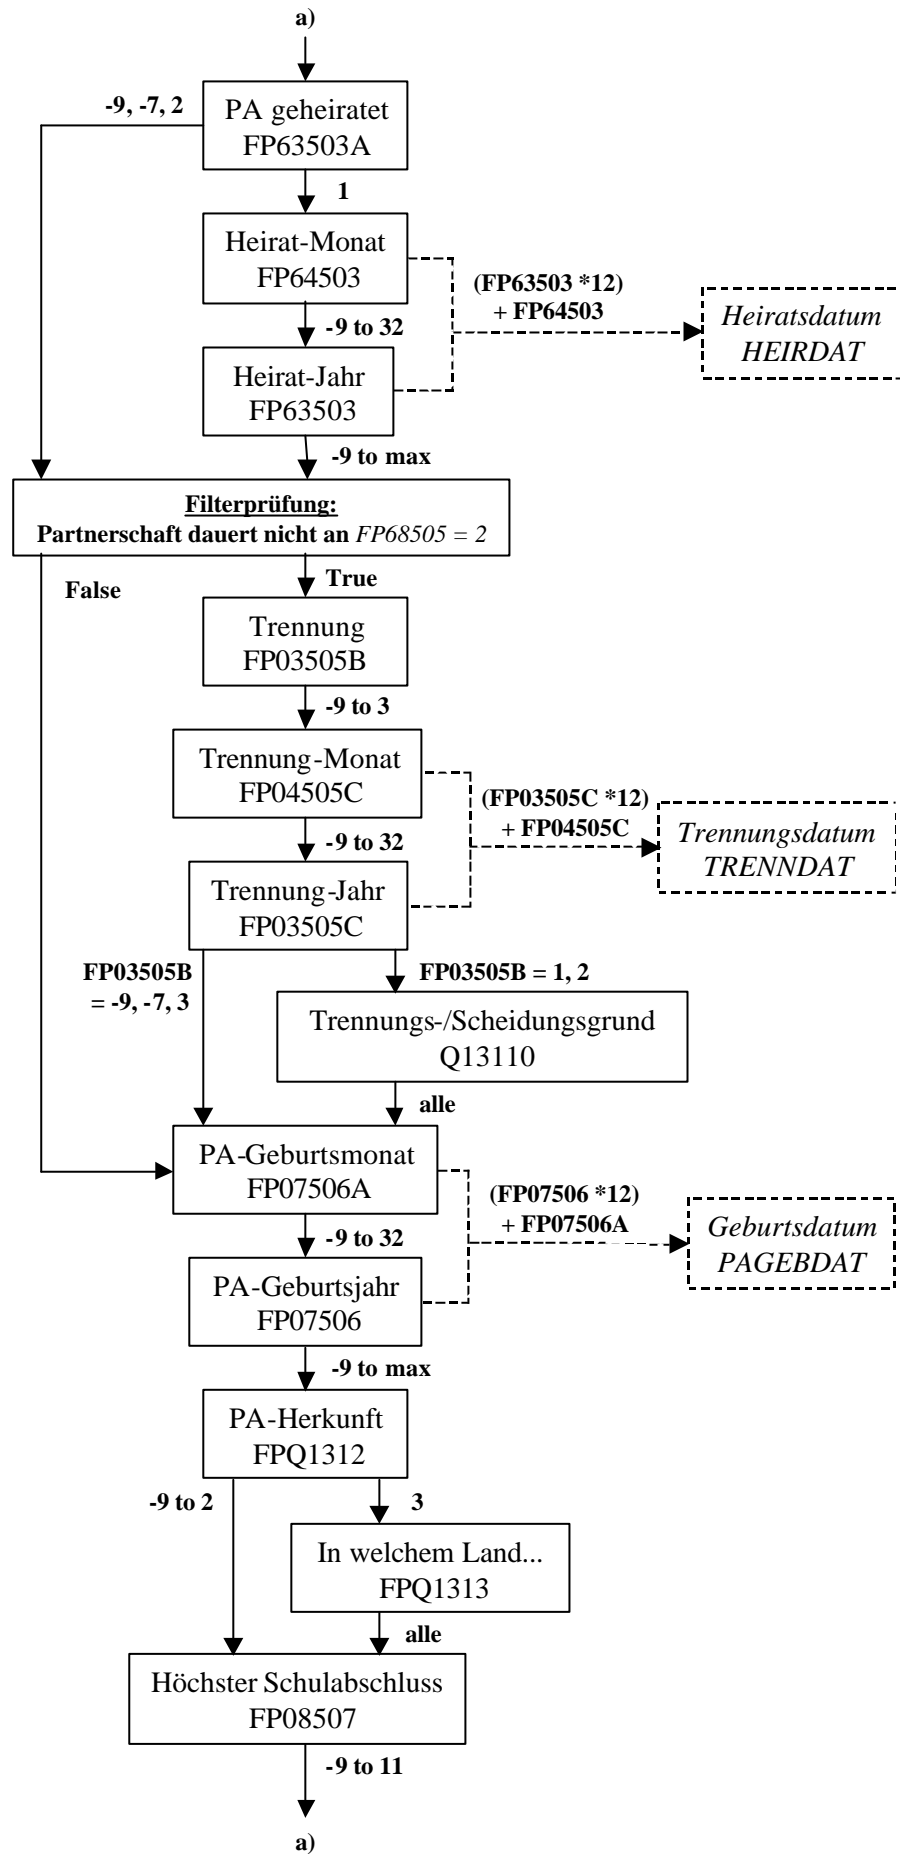 a)
-9, -7, 2
PA geheiratet
FP63503A
1
Heirat-Monat
FP64503
(FP63503 *12)
+ FP64503
Heiratsdatum
HEIRDAT
-9 to 32
Heirat-Jahr
FP63503
-9 to max
Filterprüfung:
Partnerschaft dauert nicht an FP68505 = 2
False
True
Trennung
FP03505B
-9 to 3
Trennung-Monat
FP04505C
(FP03505C *12)
+ FP04505C
Trennungsdatum
TRENNDAT
-9 to 32
Trennung-Jahr
FP03505C
FP03505B
= -9, -7, 3
FP03505B = 1, 2
Trennungs-/Scheidungsgrund
Q13110
alle
PA-Geburtsmonat
FP07506A
(FP07506 *12)
+ FP07506A
Geburtsdatum
PAGEBDAT
-9 to 32
PA-Geburtsjahr
FP07506
-9 to max
PA-Herkunft
FPQ1312
-9 to 2
3
In welchem Land...
FPQ1313
alle
Höchster Schulabschluss
FP08507
-9 to 11
a)